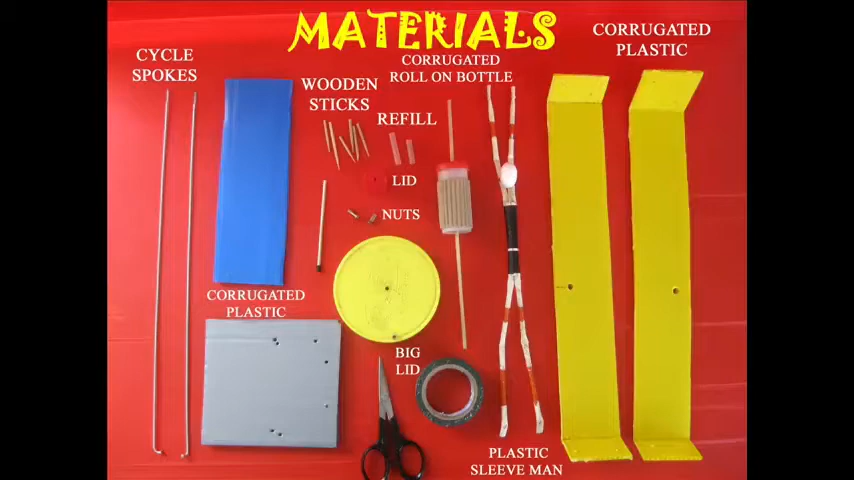 MATERIALS
CYCLE
SPOKES
WOODEN
STICKS
REFILL
CORRUGATED
ROLL ON BOTTLE
CORRUGATED
PLASTIC
LID
NUTS
CORRUGATED
PLASTIC
BIG
LID
PLASTIC
SLEEVE MAN